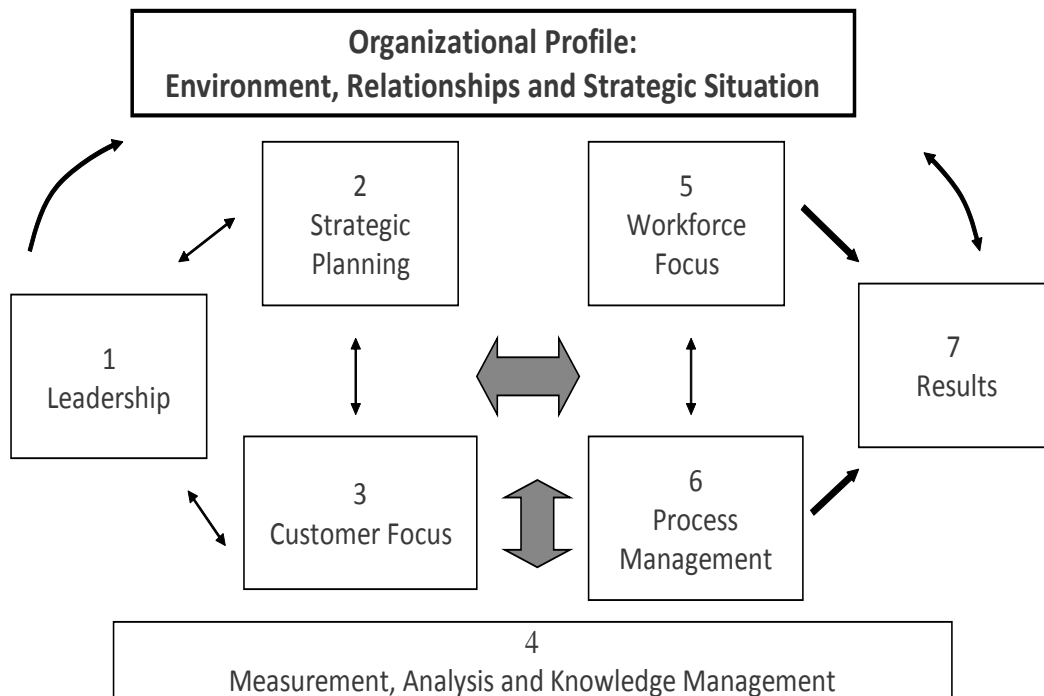 Organizational Profile:
Environment, Relationships and Strategic Situation
2
Strategic
Planning
5
Workforce
Focus
1
Leadership
7
Results
3
Customer Focus
6
Process
Management
4
Measurement, Analysis and Knowledge Management